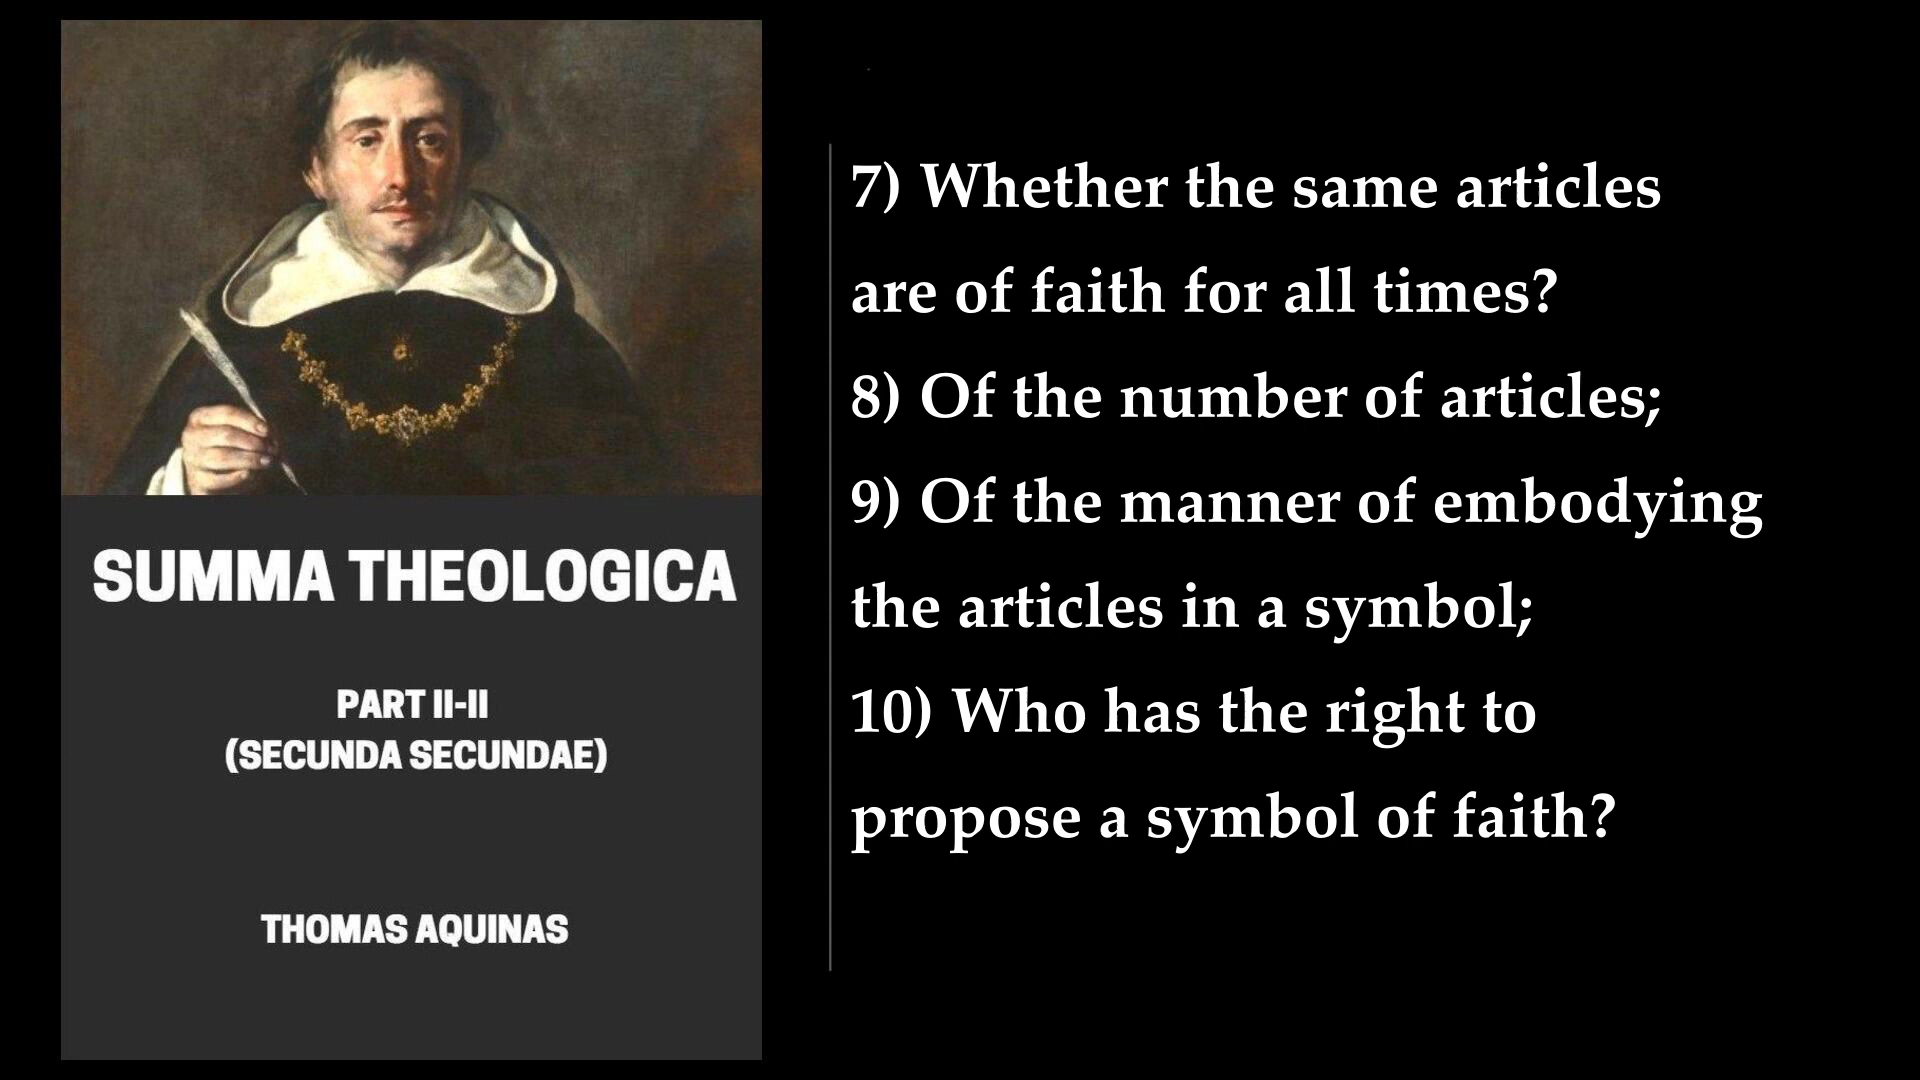 SUMMA THEOLOGICA
PART II-II
(SECUNDA SECUNDAE)
THOMAS AQUINAS
7) Whether the same articles
are of faith for all times?
8) Of the number of articles;
9) Of the manner of embodying
the articles in a symbol;
10) Who has the right to
propose a symbol of faith?